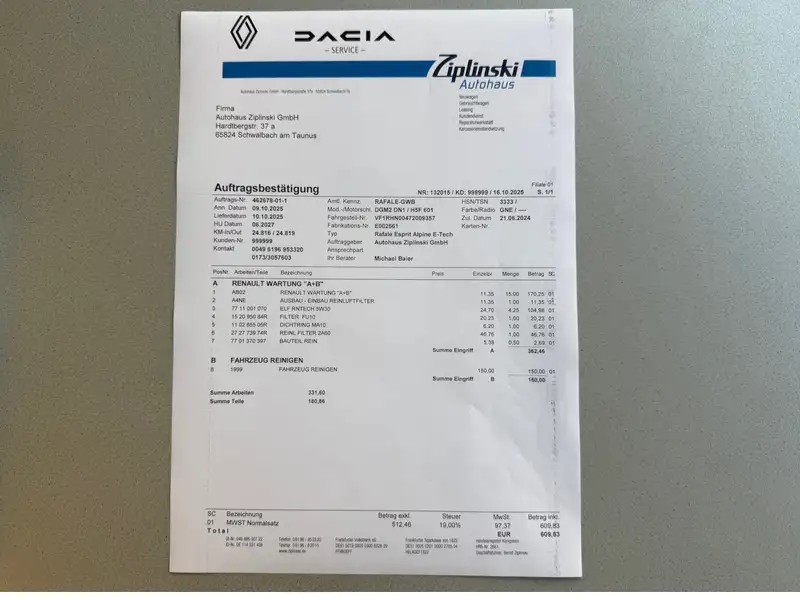 DACIA
– SERVICE –
Ziplinski
Autohaus
Neuwagen
Gebrauchtwagen
Leasing
Kundendienst
Reparaturwerkstatt
Karosserieinstandsetzung
Firma
Autohaus Ziplinski GmbH
Hardtbergstr. 37 a
65824 Schwalbach am Taunus
Filiale 01
Auftragsbestätigung NR: 132015 / KD: 999999 / 16.10.2025 S. 1/1
Auftrags-Nr. 462678-01-1 Amtl. Kennz. RAFALE-GWB HSN/TSN 3333 /
Ann. Datum 09.10.2025 Mod.-/Motorschl. DGM2 DN1 / H5F 601 Farbe/Radio GNE / ---
Lieferdatum 10.10.2025 Fahrgestell-Nr. VF1RHN00472009357 Zul. Datum 21.06.2024
HU Datum 06.2027 Fabrikations-Nr. E002561 Karten-Nr.
KM-In/Out 24.816 / 24.819 Typ Rafale Esprit Alpine E-Tech
Kunden-Nr 999999 Auftraggeber Autohaus Ziplinski GmbH
Kontakt 0049 6196 953320 Ansprechpart.
0173/3057603 Ihr Berater Michael Baier
PosNr Arbeiten/Teile Bezeichnung Preis Einzelpr Menge Betrag SC
A RENAULT WARTUNG "A+B"
1 AB02 RENAULT WARTUNG "A+B" 11,35 15,00 170,25 01
2 A4NE AUSBAU - EINBAU REINLUFTFILTER 11,35 1,00 11,35 01
3 77 11 001 070 ELF RNTECH 5W30 24,70 4,25 104,98 01
4 15 20 950 84R FILTER FU10 20,23 1,00 20,23 01
5 11 02 655 05R DICHTRING MA10 6,20 1,00 6,20 01
6 27 27 739 74R REINL FILTER 2A60 46,76 1,00 46,76 01
7 77 01 370 397 BAUTEIL REIN. 5,38 0,50 2,69 01
Summe Eingriff A 362,46
B FAHRZEUG REINIGEN
8 1999 FAHRZEUG REINIGEN 150,00 150,00 01
Summe Eingriff B 150,00
Summe Arbeiten 331,60
Summe Teile 180,86
SC Bezeichnung Betrag exkl. Steuer MwSt. Betrag inkl.
01 MWST Normalsatz 512,46 19,00% 97,37 609,83
Total EUR 609,83